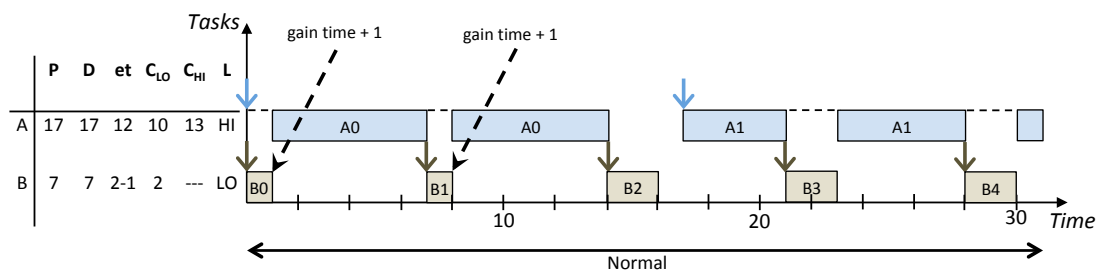 Tasks
gain time + 1 gain time + 1
P D et C_LO C_HI L
A 17 17 12 10 13 HI A0 A0 A1 A1
B 7 7 2-1 2 --- LO B0 B1 B2 B3 B4
10 20 30 Time
Normal